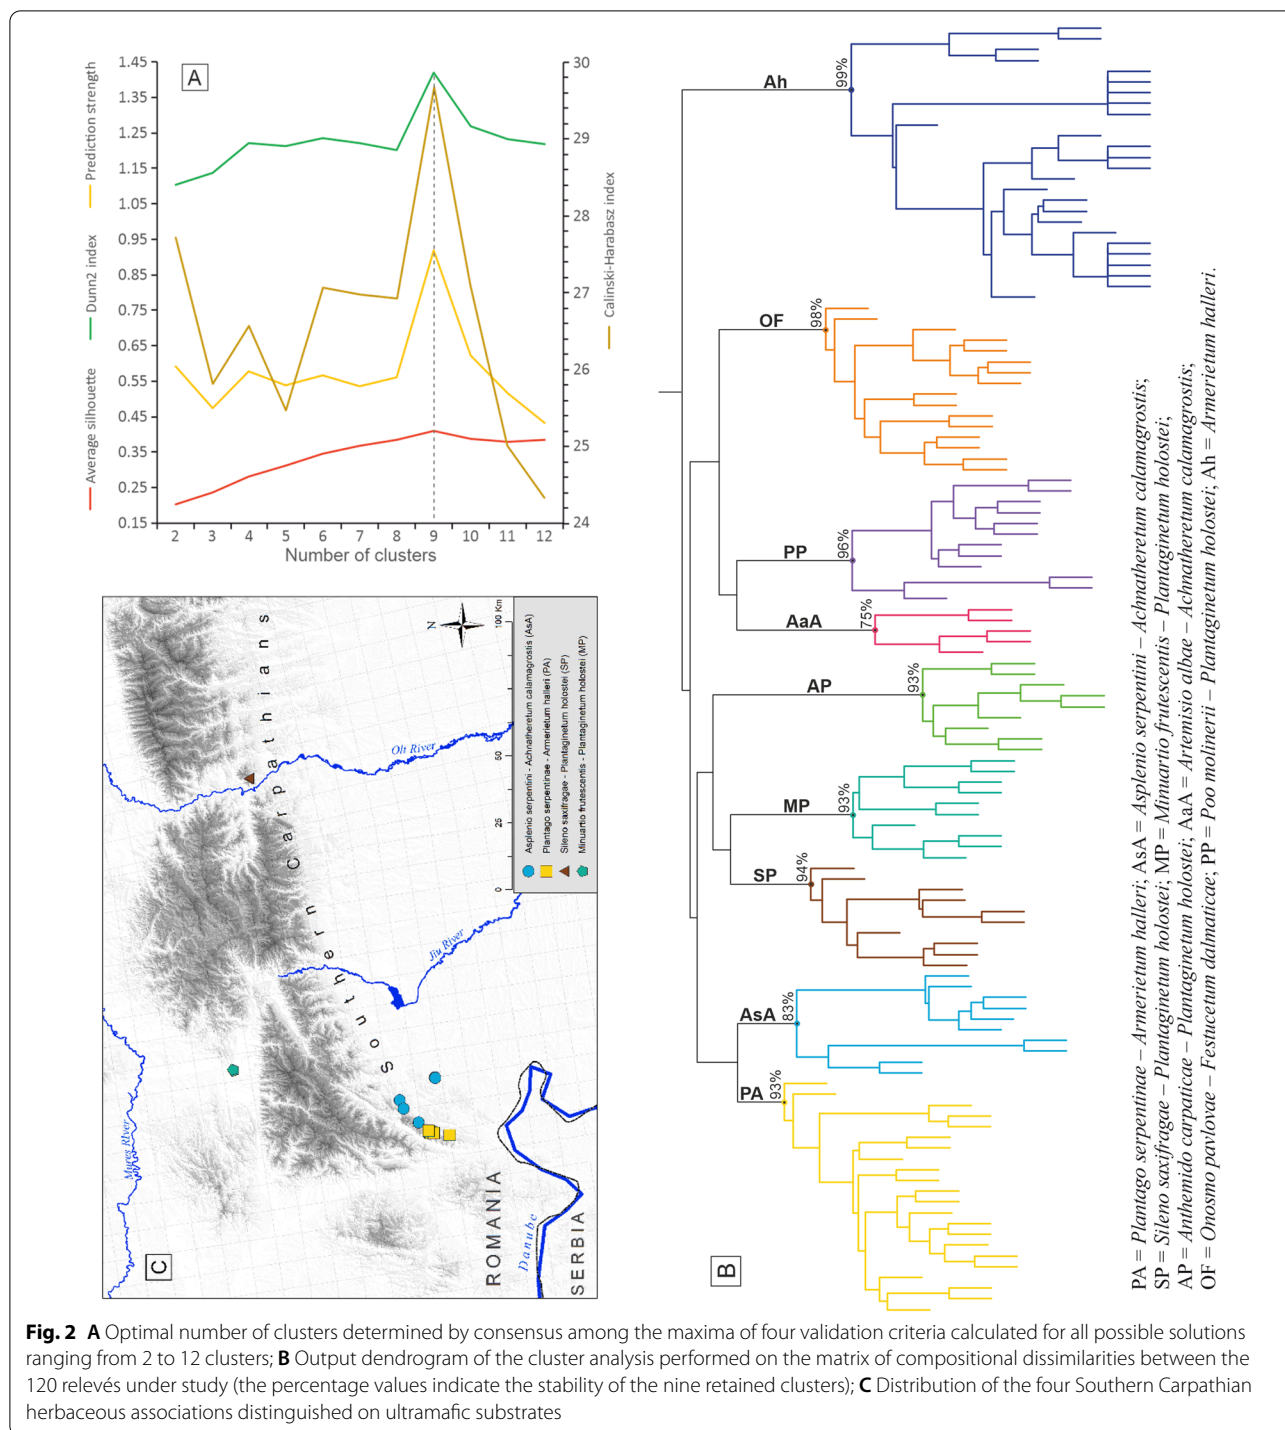 A
1.45
1.35
1.25
1.15
1.05
0.95
0.85
0.75
0.65
0.55
0.45
0.35
0.25
0.15
30
29
28
27
26
25
24
2 3 4 5 6 7 8 9 10 11 12
Number of clusters
Average silhouette
Dunn2 index
Prediction strength
Calinski-Harabasz index
C
Mureș River
Olt River
Jiu River
Danube
Southern Carpathians
ROMANIA
SERBIA
N
0 25 50 100 Km
Asplenio serpentini - Achnatheretum calamagrostis (AsA)
Plantago serpentinae - Armerietum halleri (PA)
Sileno saxifragae - Plantaginetum holostei (SP)
Minuartio frutescentis - Plantaginetum holostei (MP)
B
Ah 99%
OF 98%
PP 96%
AaA 75%
AP 93%
MP 93%
SP 94%
AsA 83%
PA 93%
PA = Plantago serpentinae – Armerietum halleri; AsA = Asplenio serpentini – Achnatheretum calamagrostis;
SP = Sileno saxifragae – Plantaginetum holostei; MP = Minuartio frutescentis – Plantaginetum holostei;
AP = Anthemido carpaticae – Plantaginetum holostei; AaA = Artemisio albae – Achnatheretum calamagrostis;
OF = Onosmo pavlovae – Festucetum dalmaticae; PP = Poo molinerii – Plantaginetum holostei; Ah = Armerietum halleri.
Fig. 2 A Optimal number of clusters determined by consensus among the maxima of four validation criteria calculated for all possible solutions
ranging from 2 to 12 clusters; B Output dendrogram of the cluster analysis performed on the matrix of compositional dissimilarities between the
120 relevés under study (the percentage values indicate the stability of the nine retained clusters); C Distribution of the four Southern Carpathian
herbaceous associations distinguished on ultramafic substrates